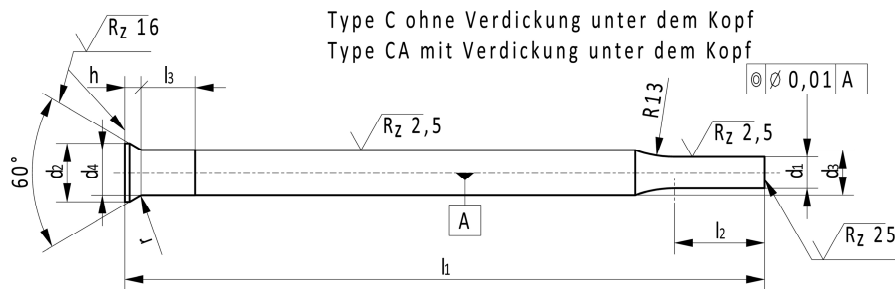 Type C ohne Verdickung unter dem Kopf
Type CA mit Verdickung unter dem Kopf
Rz 16
h
l3
Rz 2,5
R13
⌾ ⌀ 0,01 A
Rz 2,5
60°
d2
d4
d1
d3
A
r
l2
Rz 25
l1